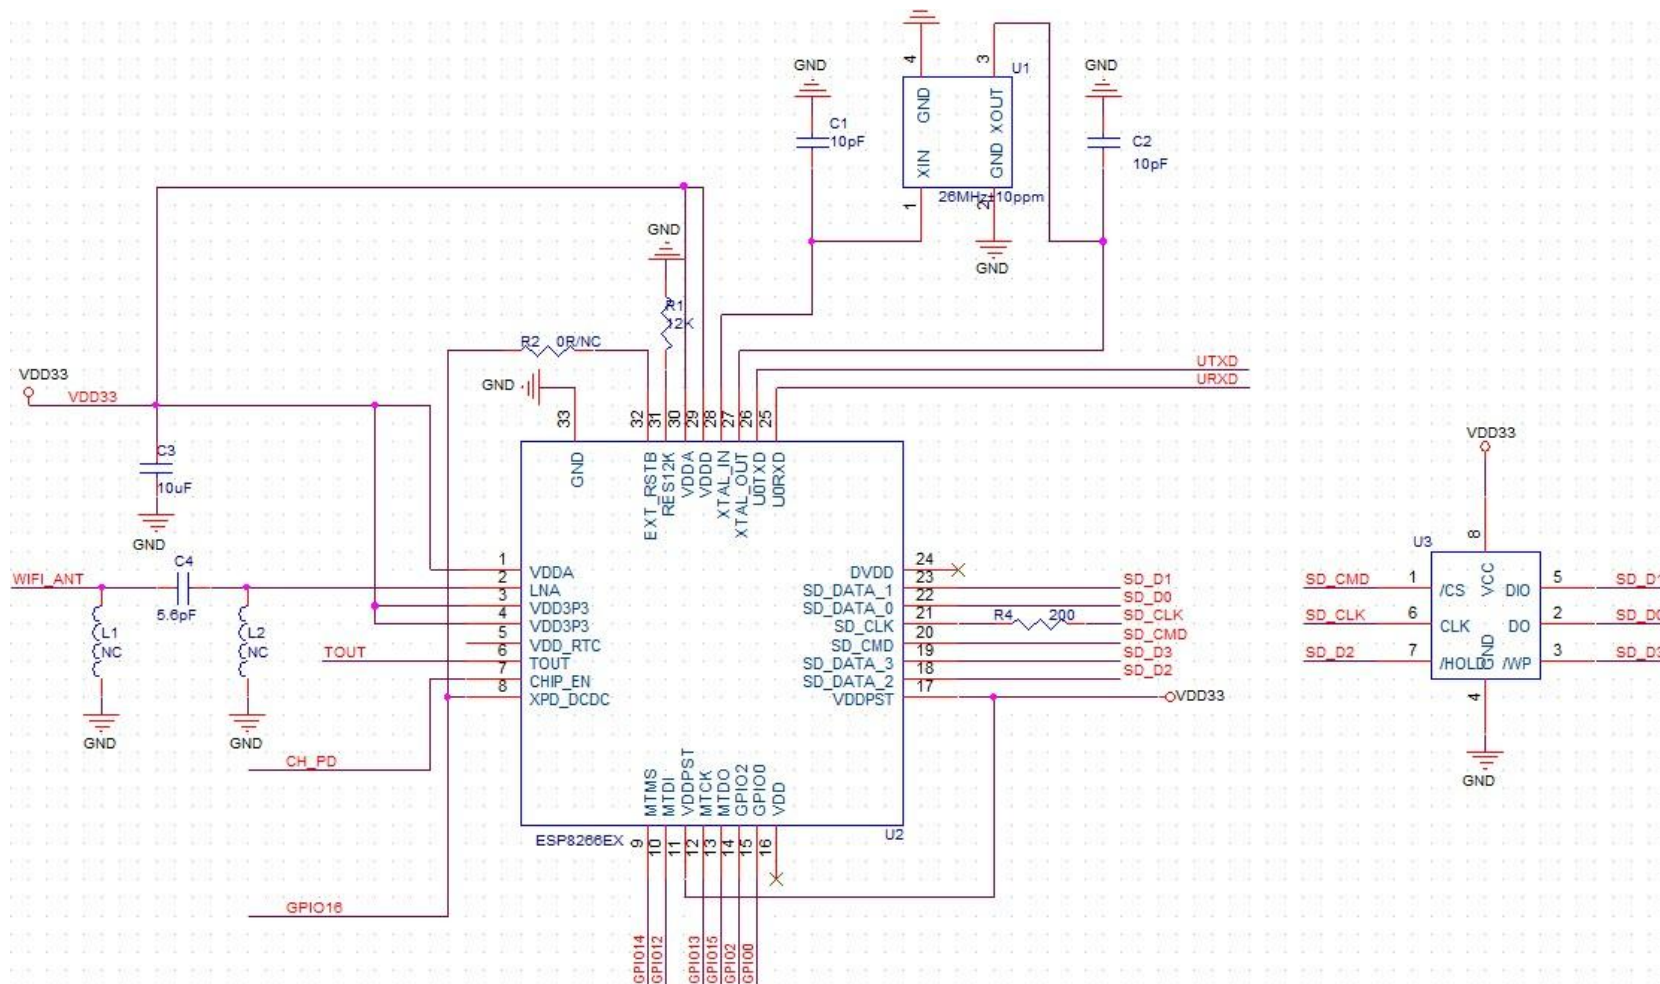 GND
4
3
U1
GND
XOUT
XIN
GND
1
2
26MHz±10ppm
GND
GND
C1
10pF
GND
C2
10pF
GND
R1
12K
R2 0R/NC
GND
UTXD
URXD
VDD33
VDD33
C3
10uF
GND
33
32
31
30
29
28
27
26
25
GND
EXT_RSTB
RES12K
VDDA
VDDD
XTAL_IN
XTAL_OUT
U0TXD
U0RXD
WIFI_ANT
C4
5.6pF
L1
NC
GND
L2
NC
GND
TOUT
CH_PD
GPIO16
1 VDDA
2 LNA
3 VDD3P3
4 VDD3P3
5 VDD_RTC
6 TOUT
7 CHIP_EN
8 XPD_DCDC
DVDD 24
SD_DATA_1 23 SD_D1
SD_DATA_0 22 SD_D0
SD_CLK 21 R4 200 SD_CLK
SD_CMD 20 SD_CMD
SD_DATA_3 19 SD_D3
SD_DATA_2 18 SD_D2
VDDPST 17 VDD33
MTMS
MTDI
VDDPST
MTCK
MTDO
GPIO2
GPIO0
VDD
ESP8266EX
U2
9
10
11
12
13
14
15
16
GPIO14
GPIO12
GPIO13
GPIO15
GPIO2
GPIO0
VDD33
U3
8
VCC
SD_CMD 1 /CS DIO 5 SD_D1
SD_CLK 6 CLK DO 2 SD_D0
SD_D2 7 /HOLD /WP 3 SD_D3
GND
4
GND